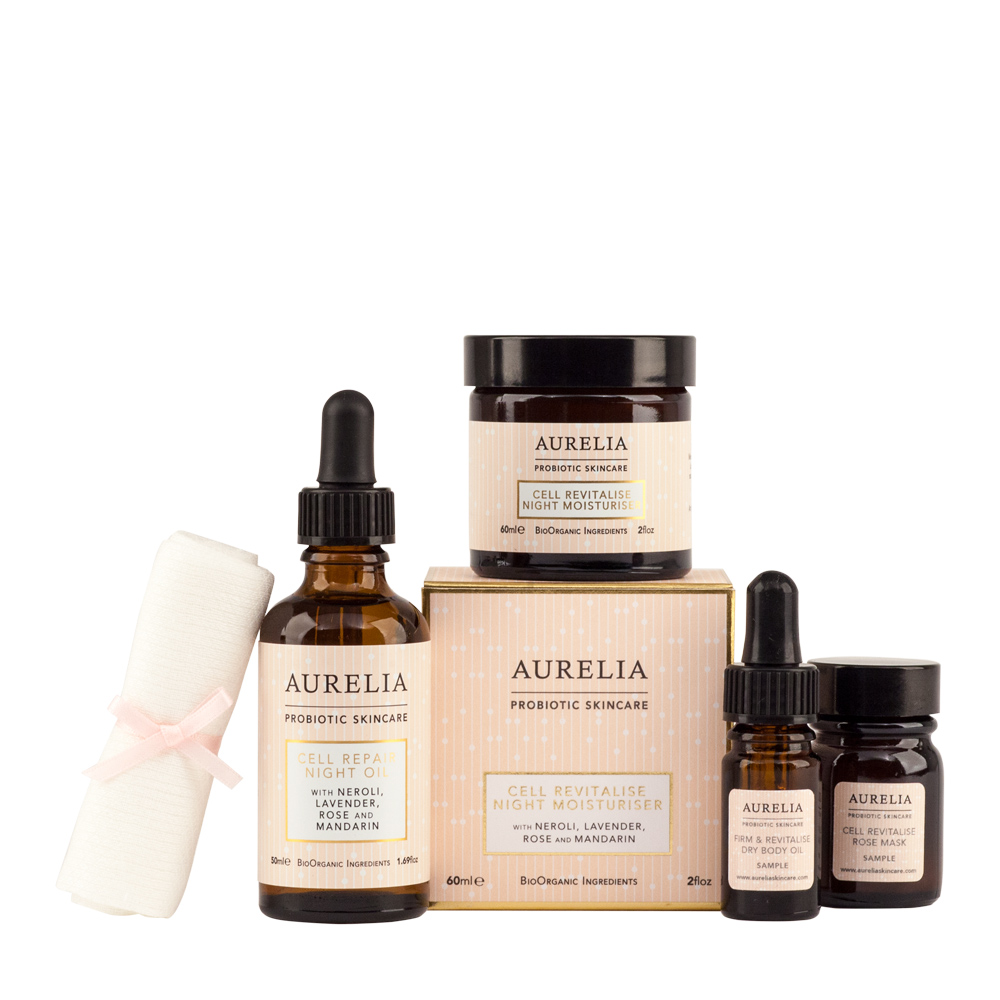 AURELIA
PROBIOTIC SKINCARE
CELL REVITALISE
NIGHT MOISTURISER
60ml℮ BIOORGANIC INGREDIENTS 2floz
AURELIA
PROBIOTIC SKINCARE
CELL REPAIR
NIGHT OIL
WITH NEROLI,
LAVENDER,
ROSE AND
MANDARIN
50ml℮ BIOORGANIC INGREDIENTS 1.69floz
AURELIA
PROBIOTIC SKINCARE
CELL REVITALISE
NIGHT MOISTURISER
WITH NEROLI, LAVENDER,
ROSE AND MANDARIN
60ml℮ BIOORGANIC INGREDIENTS 2floz
AURELIA
PROBIOTIC SKINCARE
FIRM & REVITALISE
DRY BODY OIL
SAMPLE
www.aureliaskincare.com
AURELIA
PROBIOTIC SKINCARE
CELL REVITALISE
ROSE MASK
SAMPLE
www.aureliaskincare.com